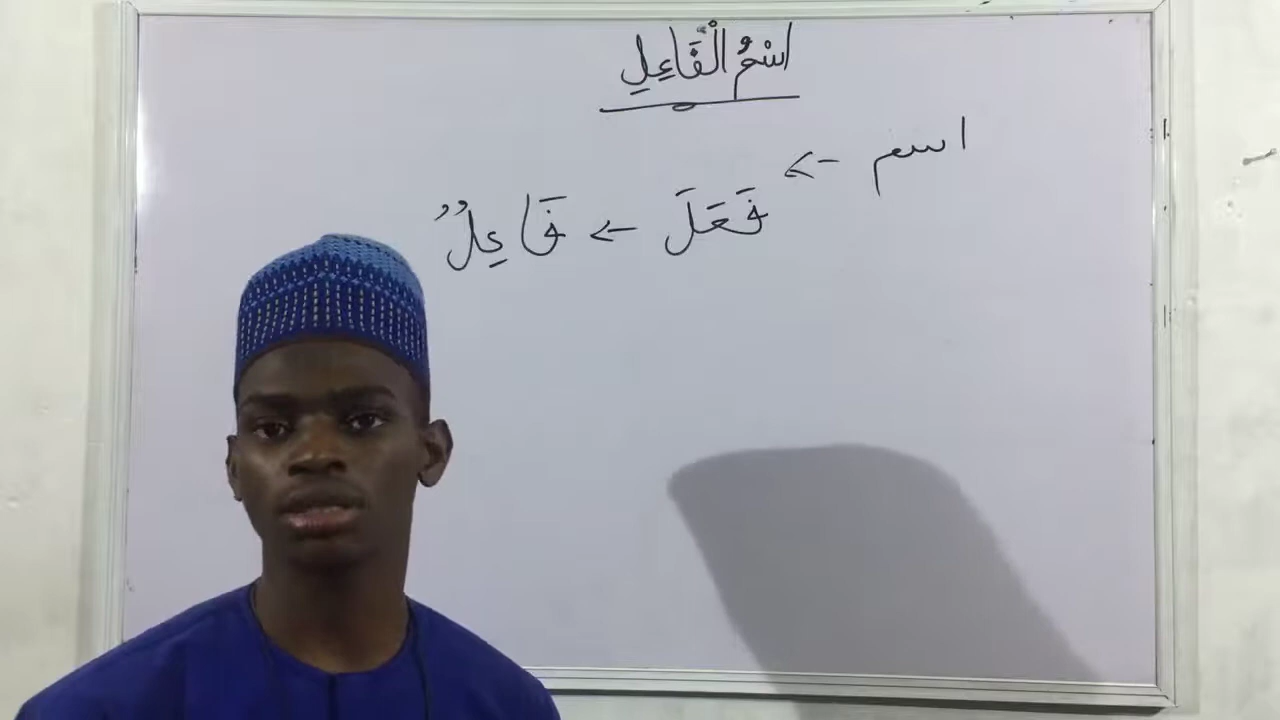 اسْمُ الْفَاعِلِ
اسم ->
فَعَلَ -> فَاعِلٌ